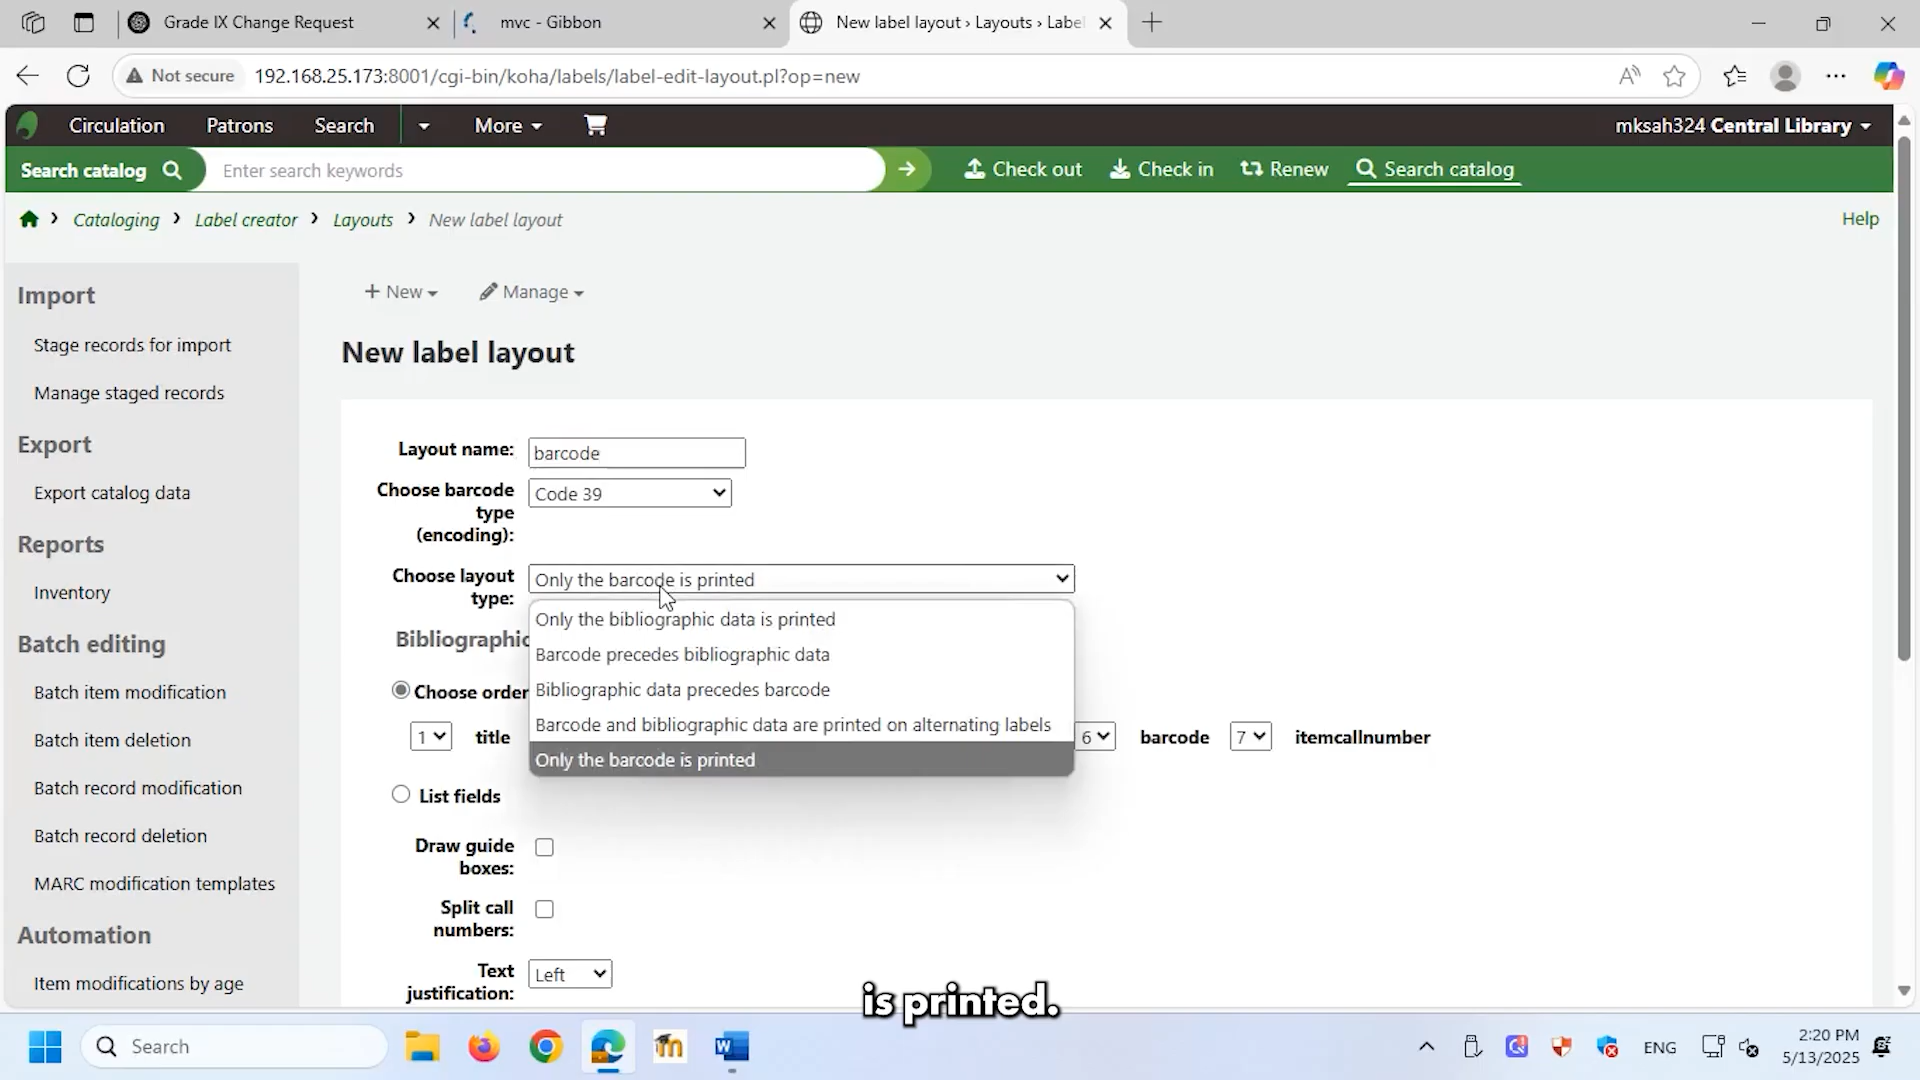 Grade IX Change Request
mvc - Gibbon
New label layout › Layouts › Label
Not secure
192.168.25.173:8001/cgi-bin/koha/labels/label-edit-layout.pl?op=new
Circulation
Patrons
Search
More
mksah324 Central Library
Search catalog
Enter search keywords
Check out
Check in
Renew
Search catalog
Cataloging
Label creator
Layouts
New label layout
Help
Import
Stage records for import
Manage staged records
Export
Export catalog data
Reports
Inventory
Batch editing
Batch item modification
Batch item deletion
Batch record modification
Batch record deletion
MARC modification templates
Automation
Item modifications by age
+ New
Manage
New label layout
Layout name:
barcode
Choose barcode
type
(encoding):
Code 39
Choose layout
type:
Only the barcode is printed
Only the bibliographic data is printed
Barcode precedes bibliographic data
Bibliographic data precedes barcode
Barcode and bibliographic data are printed on alternating labels
Only the barcode is printed
Bibliographic
Choose order
1 title
6 barcode
7 itemcallnumber
List fields
Draw guide
boxes:
Split call
numbers:
Text
justification:
Left
is printed.
Search
ENG
2:20 PM
5/13/2025